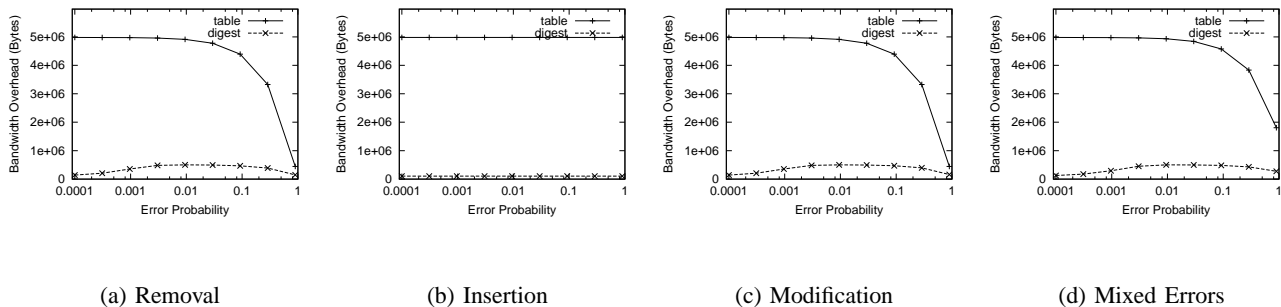 Bandwidth Overhead (Bytes)
5e+06
4e+06
3e+06
2e+06
1e+06
0
0.0001
0.001
0.01
0.1
1
Error Probability
table
digest
(a) Removal
Bandwidth Overhead (Bytes)
5e+06
4e+06
3e+06
2e+06
1e+06
0
0.0001
0.001
0.01
0.1
1
Error Probability
table
digest
(b) Insertion
Bandwidth Overhead (Bytes)
5e+06
4e+06
3e+06
2e+06
1e+06
0
0.0001
0.001
0.01
0.1
1
Error Probability
table
digest
(c) Modification
Bandwidth Overhead (Bytes)
5e+06
4e+06
3e+06
2e+06
1e+06
0
0.0001
0.001
0.01
0.1
1
Error Probability
table
digest
(d) Mixed Errors